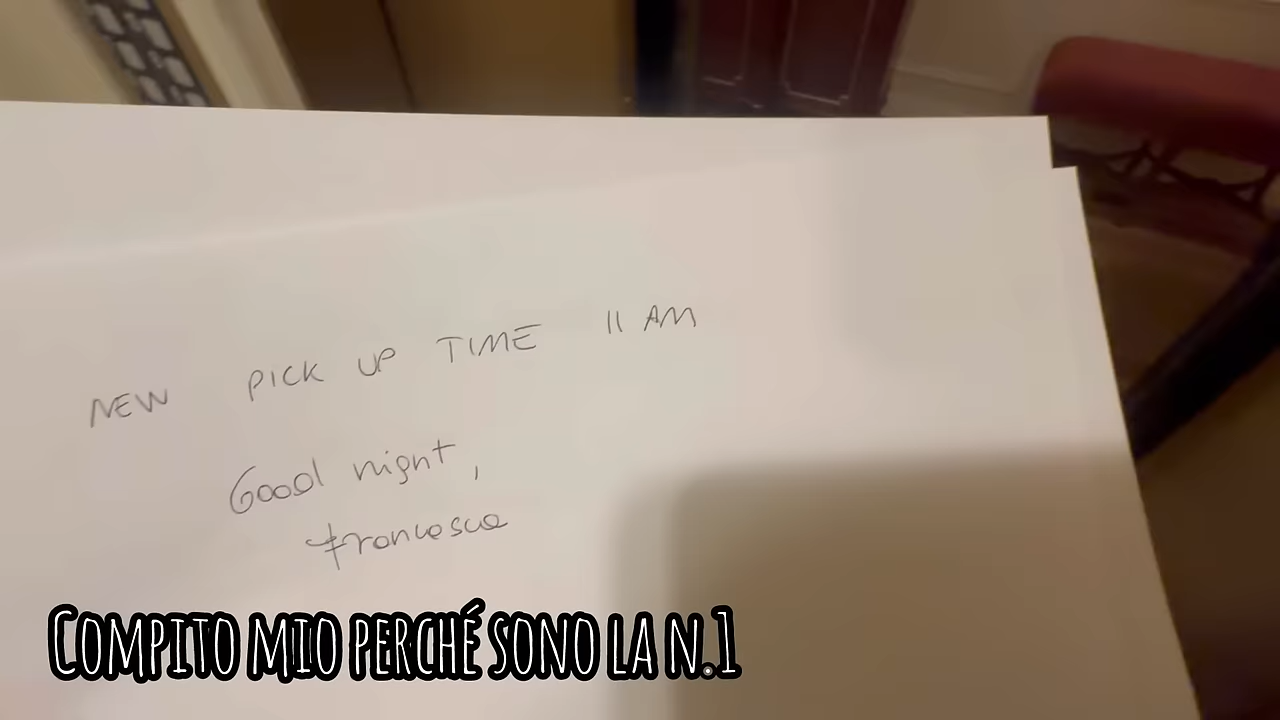 NEW PICK UP TIME 11 AM
Good night,
Francesca
COMPITO MIO PERCHÉ SONO LA N.1